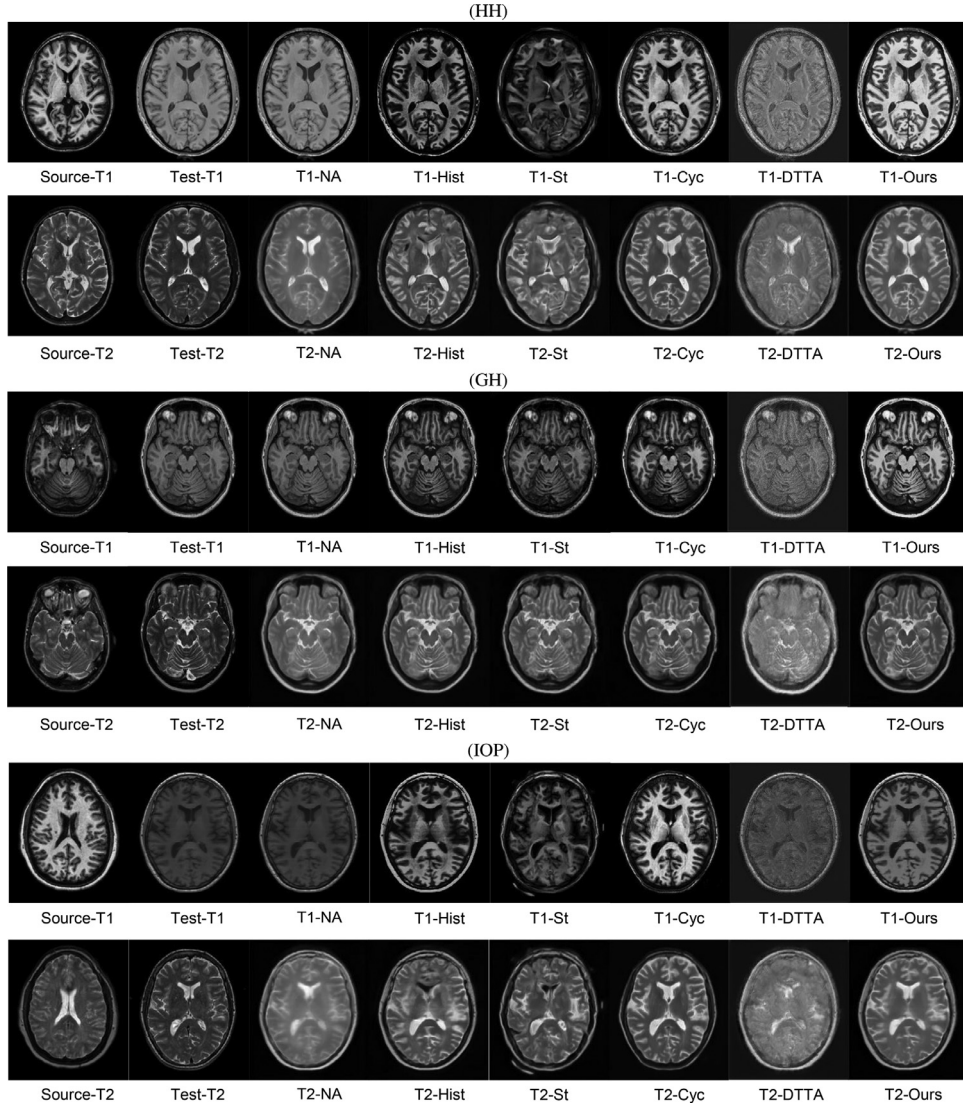 (HH)
Source-T1 Test-T1 T1-NA T1-Hist T1-St T1-Cyc T1-DTTA T1-Ours
Source-T2 Test-T2 T2-NA T2-Hist T2-St T2-Cyc T2-DTTA T2-Ours
(GH)
Source-T1 Test-T1 T1-NA T1-Hist T1-St T1-Cyc T1-DTTA T1-Ours
Source-T2 Test-T2 T2-NA T2-Hist T2-St T2-Cyc T2-DTTA T2-Ours
(IOP)
Source-T1 Test-T1 T1-NA T1-Hist T1-St T1-Cyc T1-DTTA T1-Ours
Source-T2 Test-T2 T2-NA T2-Hist T2-St T2-Cyc T2-DTTA T2-Ours